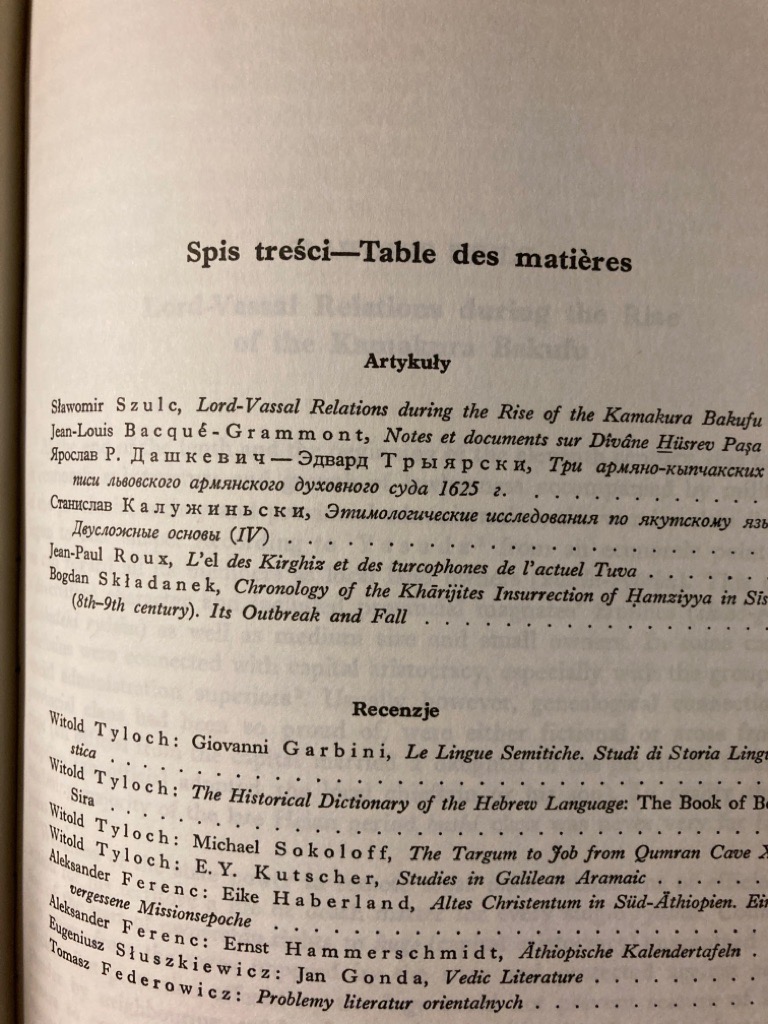 Spis treści—Table des matières
Artykuły
Sławomir Szulc, Lord-Vassal Relations during the Rise of the Kamakura Bakufu
Jean-Louis Bacqué-Grammont, Notes et documents sur Dîvâne Hüsrev Paşa
Ярослав Р. Дашкевич — Эдвард Трыярски, Три армяно-кыпчакских
писи львовского армянского духовного суда 1625 г. . . . . . . . . .
Станислав Калужиньски, Этимологические исследования по якутскому язы
Двусложные основы (IV) . . . . . . . . . . . . . . . . . .
Jean-Paul Roux, L'el des Kirghiz et des turcophones de l'actuel Tuva . . . . . .
Bogdan Składanek, Chronology of the Khārijites Insurrection of Ḥamziyya in Sīs
(8th–9th century). Its Outbreak and Fall . . . . . . . . . . . . .
Recenzje
Witold Tyloch: Giovanni Garbini, Le Lingue Semitiche. Studi di Storia Lingu
stica . . . . . . . . . . . . . . . . . . . . . . . . .
Witold Tyloch: The Historical Dictionary of the Hebrew Language: The Book of Be
Sira . . . . . . . . . . . . . . . . . . . . . . . . .
Witold Tyloch: Michael Sokoloff, The Targum to Job from Qumran Cave X
Witold Tyloch: E. Y. Kutscher, Studies in Galilean Aramaic . . . . . .
Aleksander Ferenc: Eike Haberland, Altes Christentum in Süd-Äthiopien. Ein
vergessene Missionsepoche . . . . . . . . . . . . . . . . . .
Aleksander Ferenc: Ernst Hammerschmidt, Äthiopische Kalendertafeln .
Eugeniusz Słuszkiewicz: Jan Gonda, Vedic Literature . . . . . . . .
Tomasz Federowicz: Problemy literatur orientalnych . . . . . . . . . .